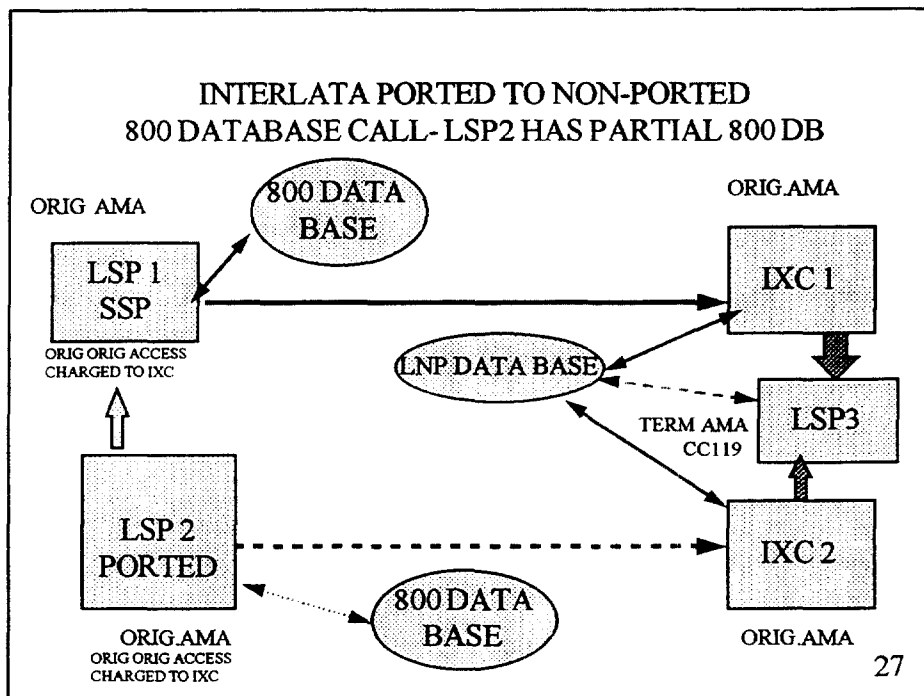 INTERLATA PORTED TO NON-PORTED
800 DATABASE CALL- LSP2 HAS PARTIAL 800 DB
ORIG AMA
800 DATA
BASE
ORIG.AMA
LSP 1
SSP
IXC 1
ORIG ORIG ACCESS
CHARGED TO IXC
LNP DATA BASE
TERM AMA
CC119
LSP3
LSP 2
PORTED
IXC 2
800 DATA
BASE
ORIG.AMA
ORIG ORIG ACCESS
CHARGED TO IXC
ORIG.AMA
27